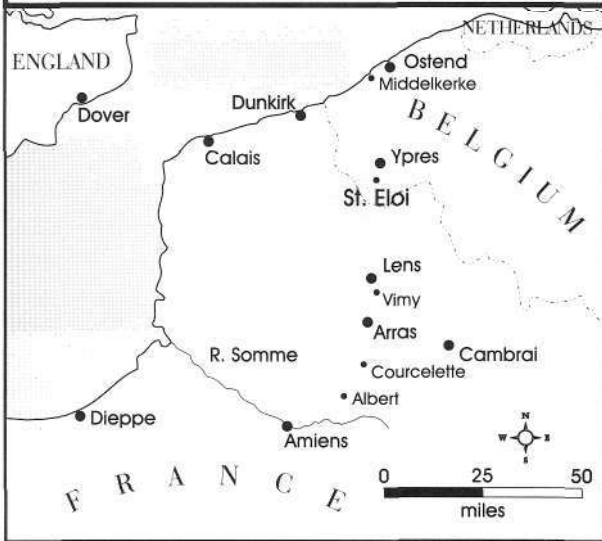 NETHERLANDS
ENGLAND
Ostend
Middelkerke
Dover
Dunkirk
BELGIUM
Calais
Ypres
St. Eloi
Lens
Vimy
Arras
R. Somme
Cambrai
Courcelette
Albert
Dieppe
Amiens
N
W E
S
FRANCE
0 25 50
miles